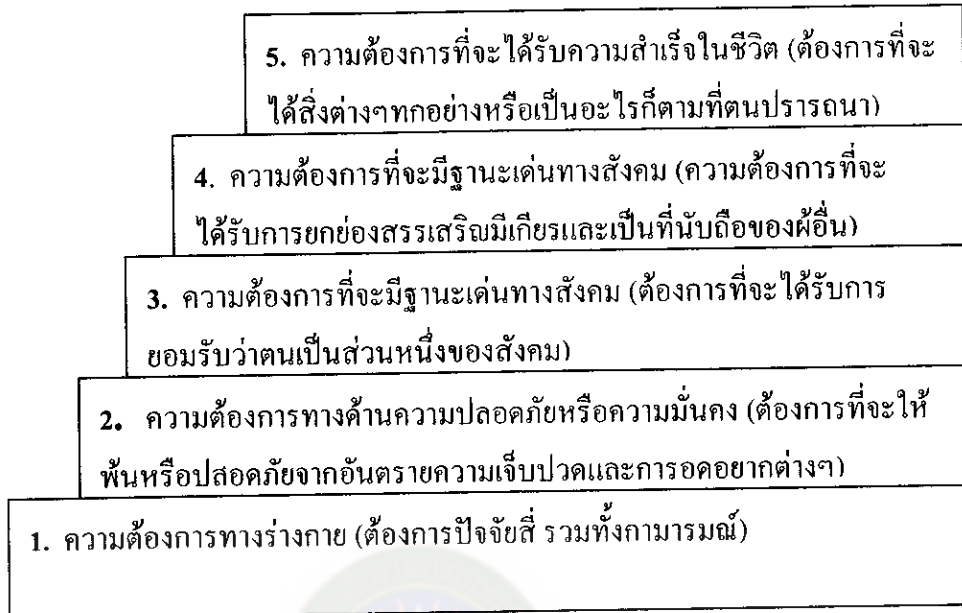 5. ความต้องการที่จะได้รับความสำเร็จในชีวิต (ต้องการที่จะ
ได้สิ่งต่างๆทกอย่างหรือเป็นอะไรก็ตามที่ตนปรารถนา)
4. ความต้องการที่จะมีฐานะเด่นทางสังคม (ความต้องการที่จะ
ได้รับการยกย่องสรรเสริญมีเกียรและเป็นที่นับถือของผ้อื่น)
3. ความต้องการที่จะมีฐานะเด่นทางสังคม (ต้องการที่จะได้รับการ
ยอมรับว่าตนเป็นส่วนหนึ่งของสังคม)
2. ความต้องการทางด้านความปลอดภัยหรือความมั่นคง (ต้องการที่จะให้
พ้นหรือปลอดภัยจากอันตรายความเจ็บปวดและการอดอยากต่างๆ)
1. ความต้องการทางร่างกาย (ต้องการปัจจัยสี่ รวมทั้งกามารมณ์)